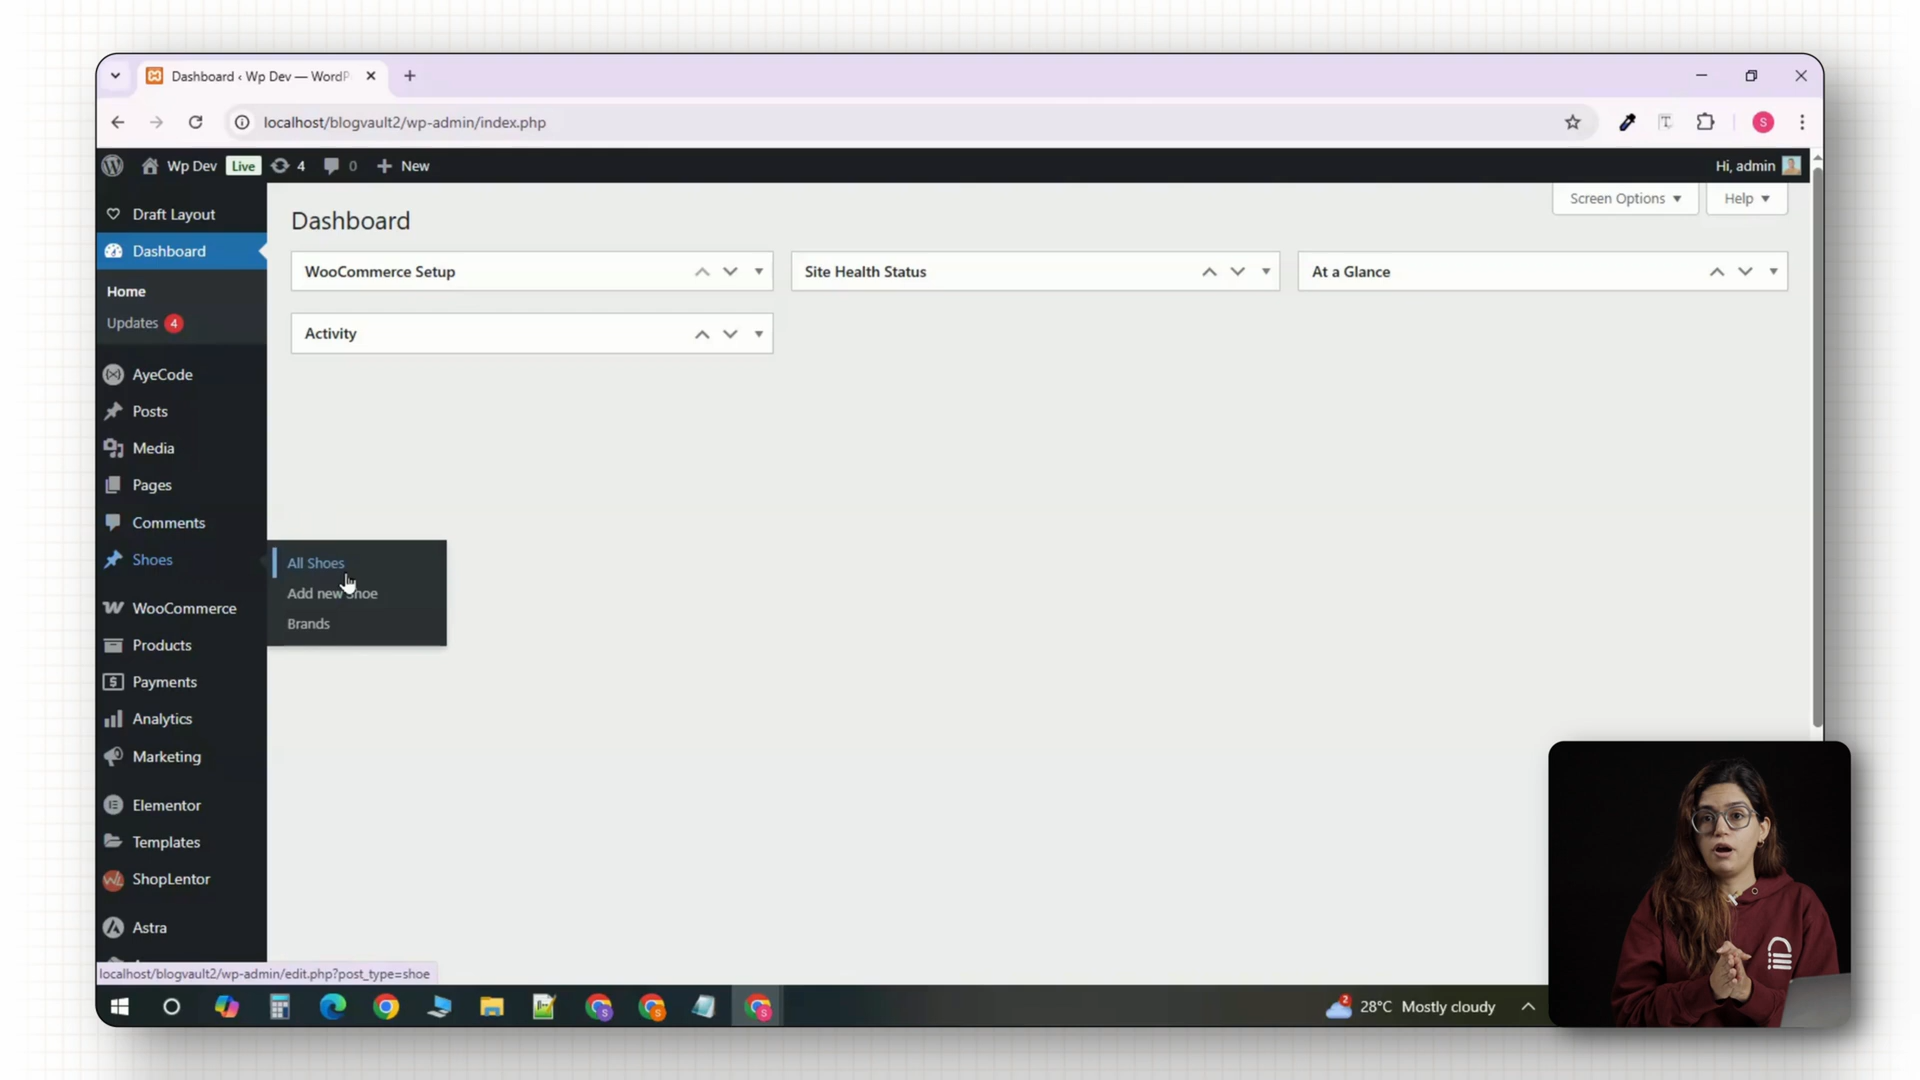 Dashboard ‹ Wp Dev — WordP
localhost/blogvault2/wp-admin/index.php
S
Wp Dev Live 4 0 New
Hi, admin
Screen Options
Help
Draft Layout
Dashboard
Home
Updates 4
AyeCode
Posts
Media
Pages
Comments
Shoes
WooCommerce
Products
Payments
Analytics
Marketing
Elementor
Templates
ShopLentor
Astra
Dashboard
WooCommerce Setup
Site Health Status
At a Glance
Activity
All Shoes
Add new Shoe
Brands
localhost/blogvault2/wp-admin/edit.php?post_type=shoe
2
28°C Mostly cloudy